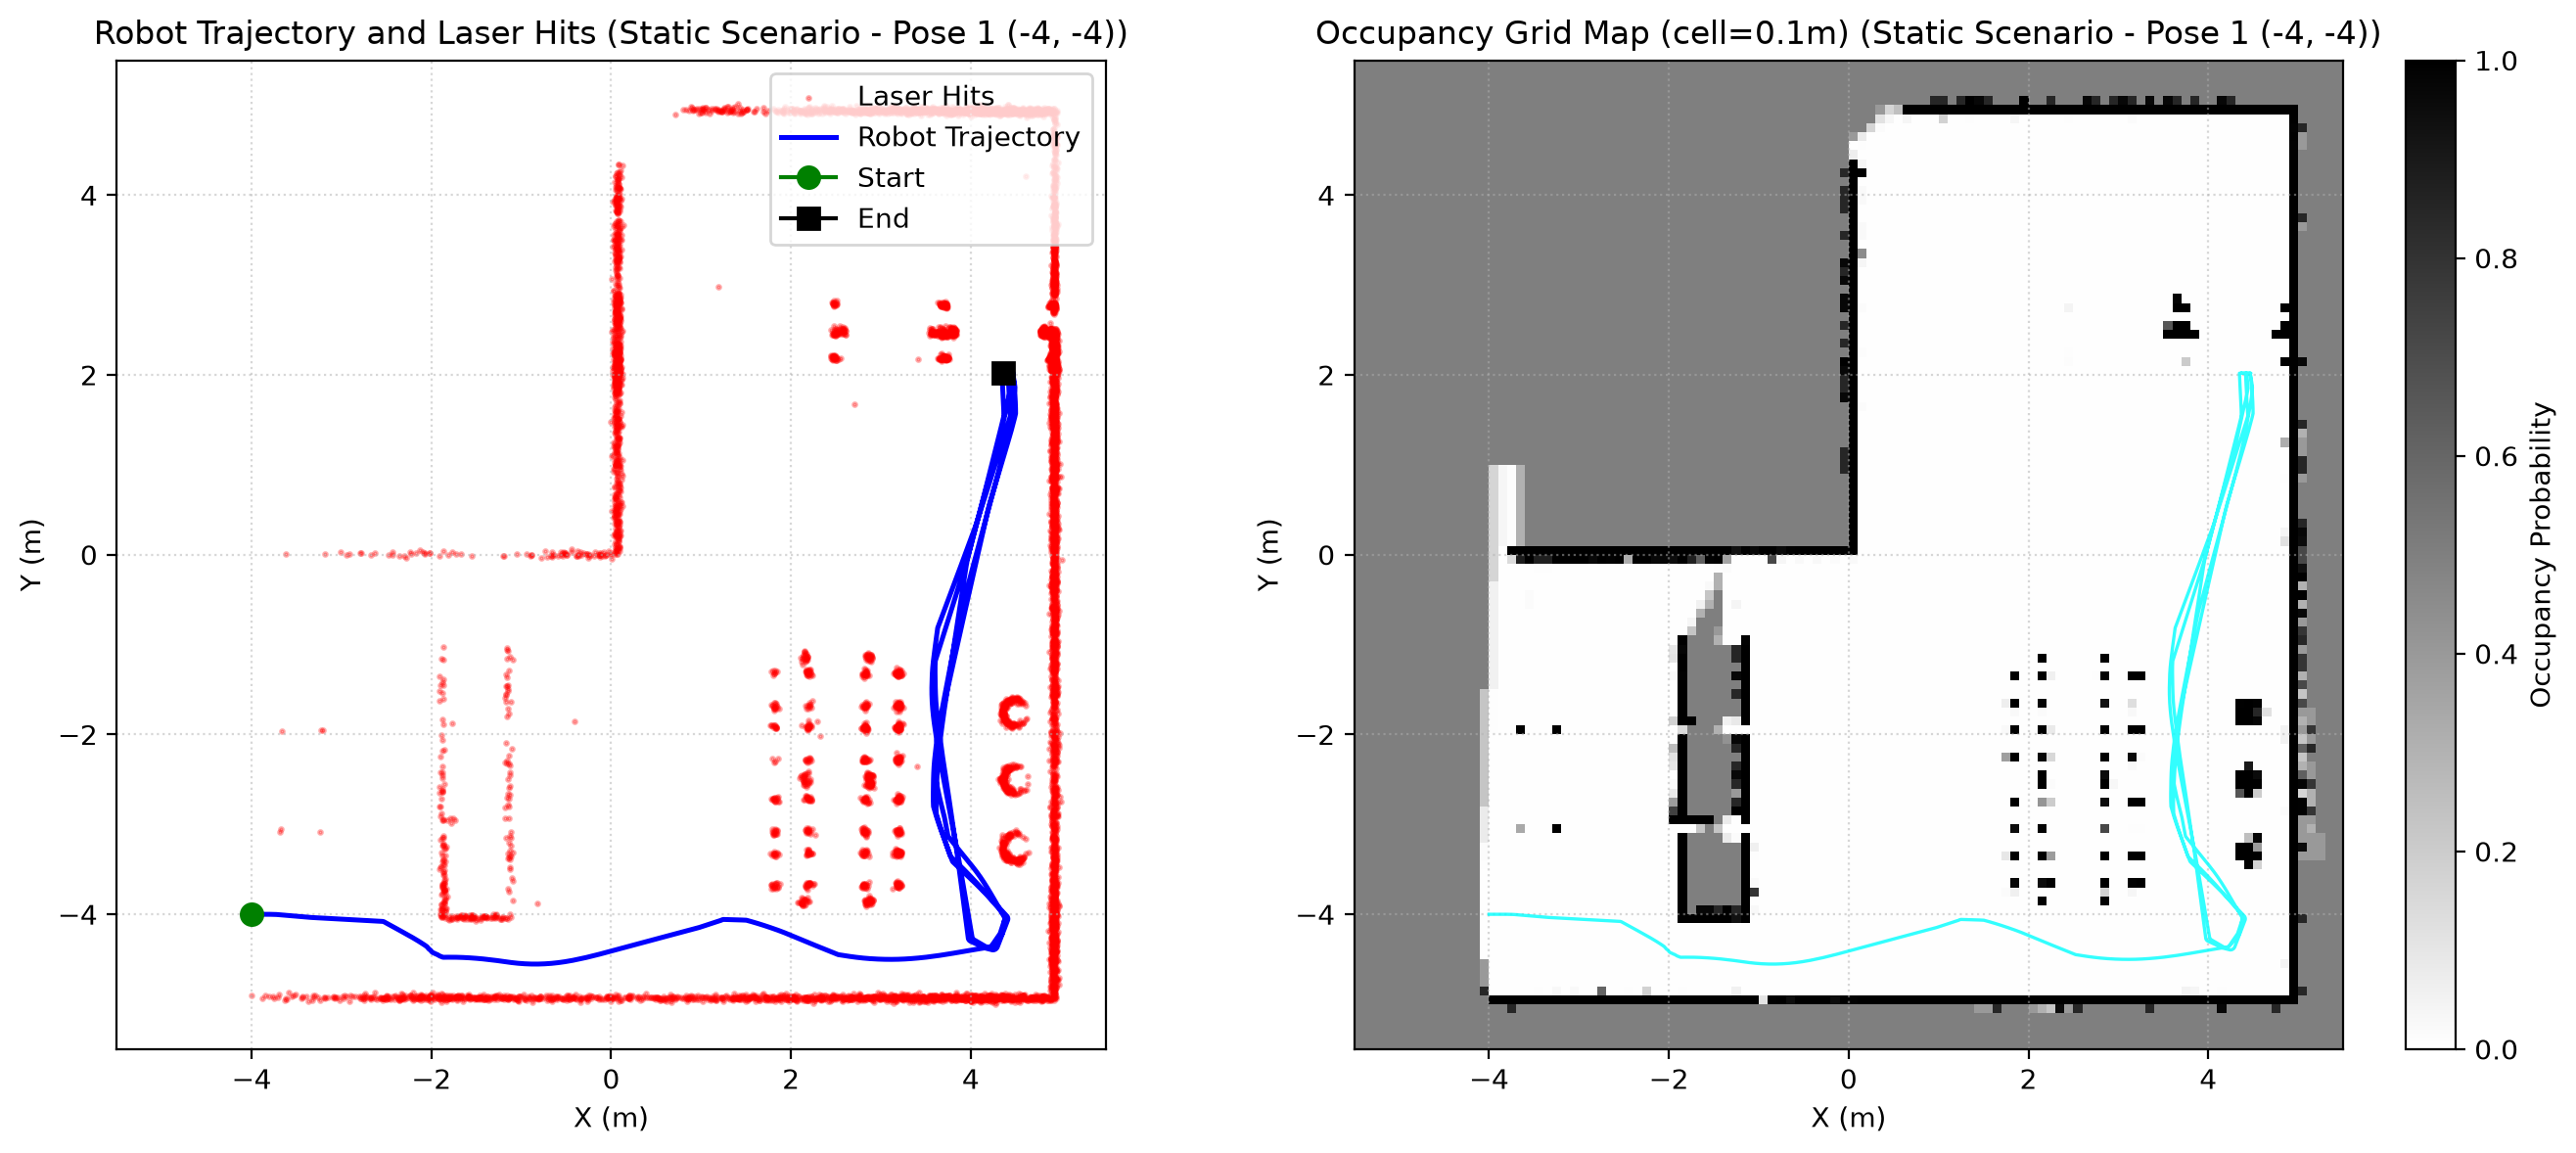 Robot Trajectory and Laser Hits (Static Scenario - Pose 1 (-4, -4))
Laser Hits
Robot Trajectory
Start
End
4
2
0
−2
−4
Y (m)
−4
−2
0
2
4
X (m)
Occupancy Grid Map (cell=0.1m) (Static Scenario - Pose 1 (-4, -4))
4
2
0
−2
−4
Y (m)
−4
−2
0
2
4
X (m)
1.0
0.8
0.6
0.4
0.2
0.0
Occupancy Probability